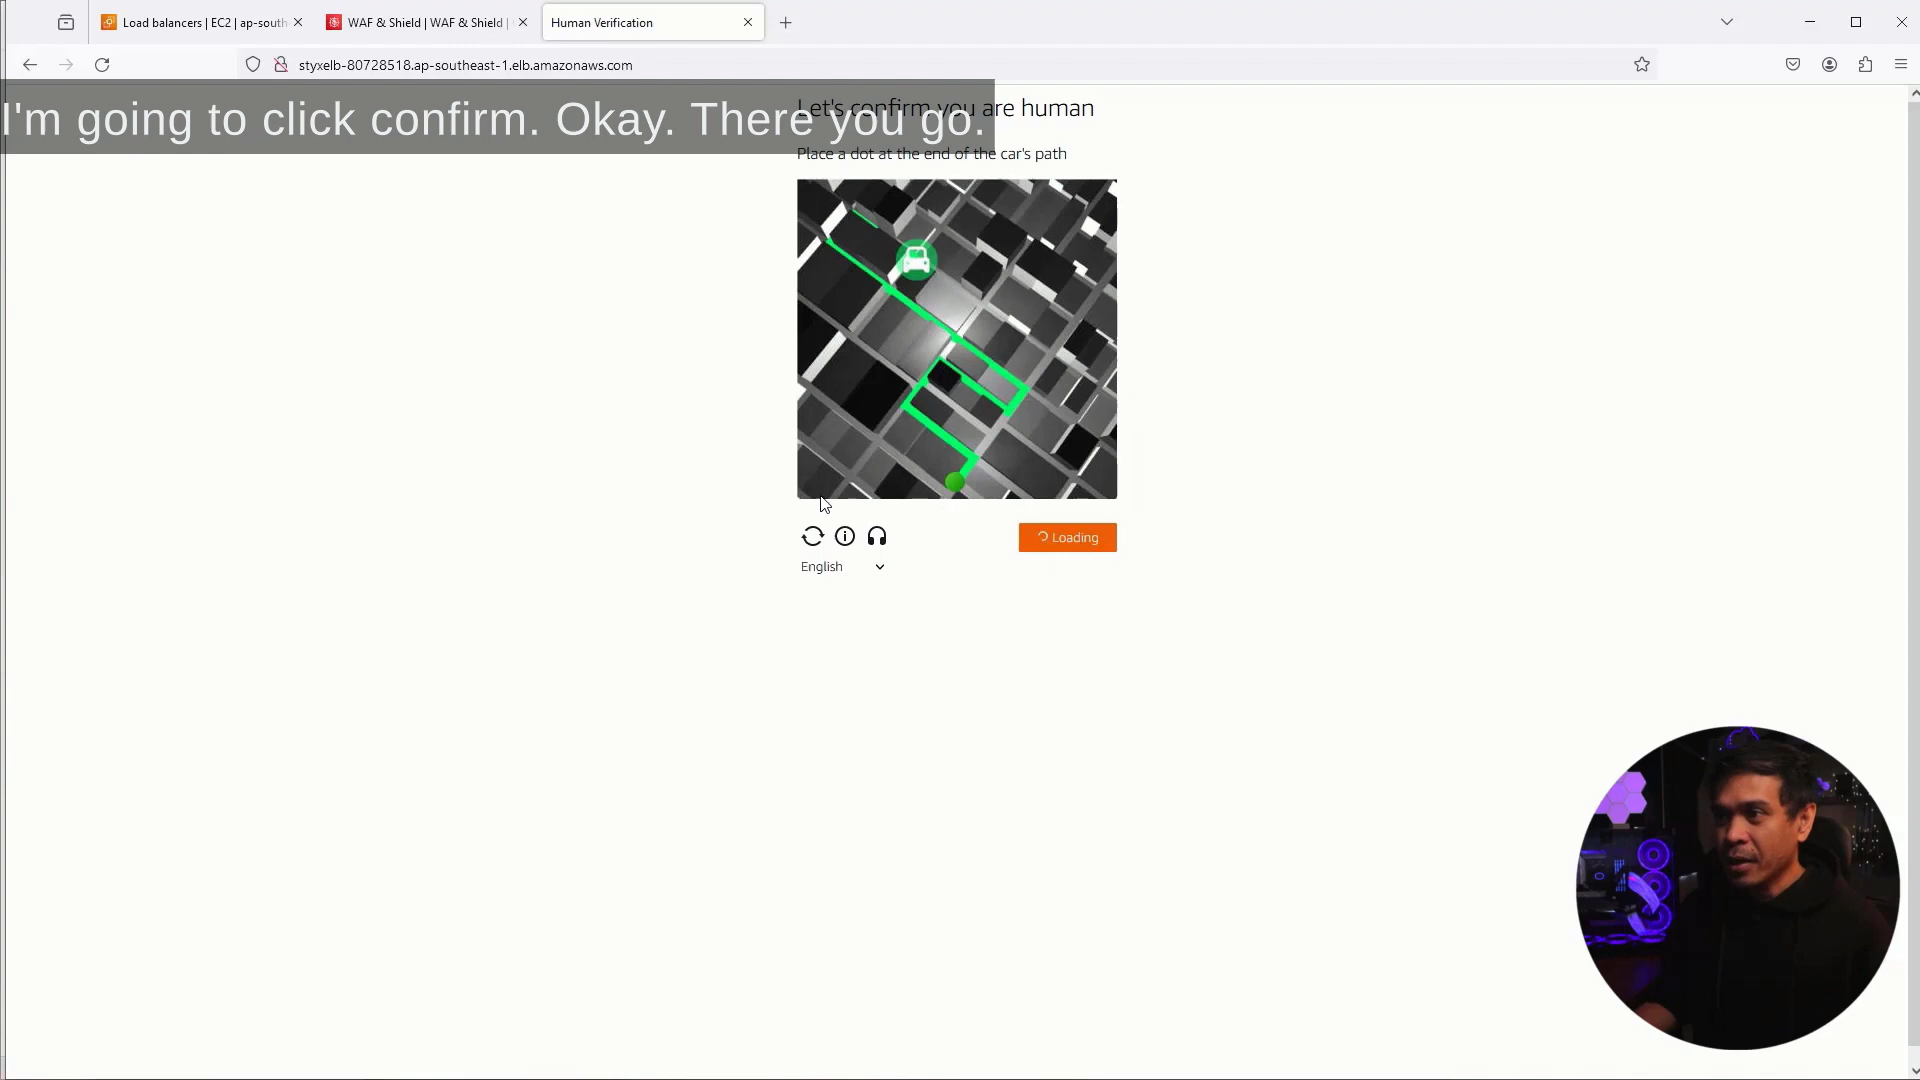 Load balancers | EC2 | ap-south
WAF & Shield | WAF & Shield |
Human Verification
styxelb-80728518.ap-southeast-1.elb.amazonaws.com
I'm going to click confirm. Okay. There you go.
Let's confirm you are human
Place a dot at the end of the car's path
Loading
English